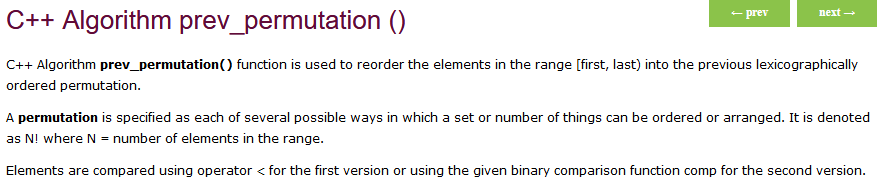 C++ Algorithm prev_permutation ()
← prev
next →
C++ Algorithm prev_permutation() function is used to reorder the elements in the range [first, last) into the previous lexicographically
ordered permutation.
A permutation is specified as each of several possible ways in which a set or number of things can be ordered or arranged. It is denoted
as N! where N = number of elements in the range.
Elements are compared using operator < for the first version or using the given binary comparison function comp for the second version.